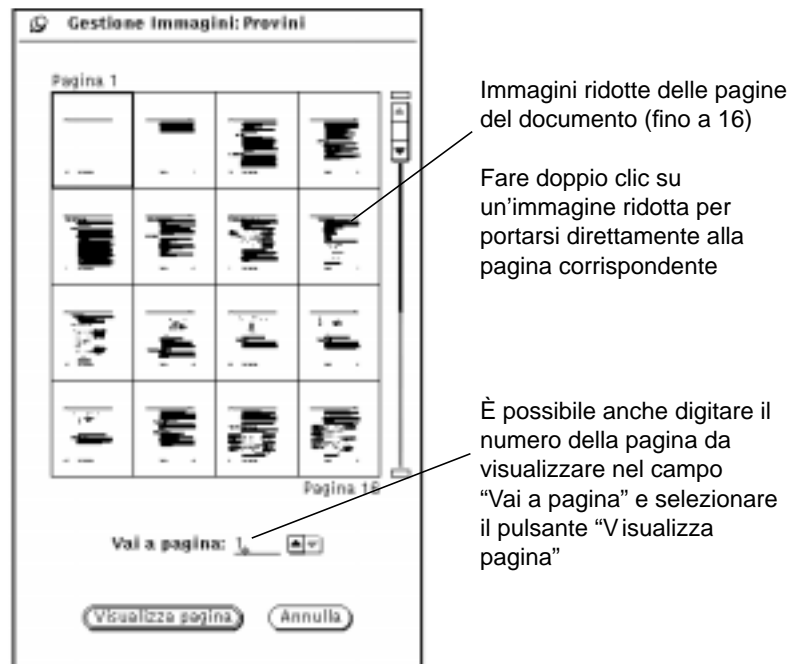 Gestione Immagini: Provini
Pagina 1
Immagini ridotte delle pagine
del documento (fino a 16)
Fare doppio clic su
un'immagine ridotta per
portarsi direttamente alla
pagina corrispondente
È possibile anche digitare il
numero della pagina da
visualizzare nel campo
“Vai a pagina” e selezionare
il pulsante “Visualizza
pagina”
Pagina 16
Vai a pagina: 1
Visualizza pagina
Annulla